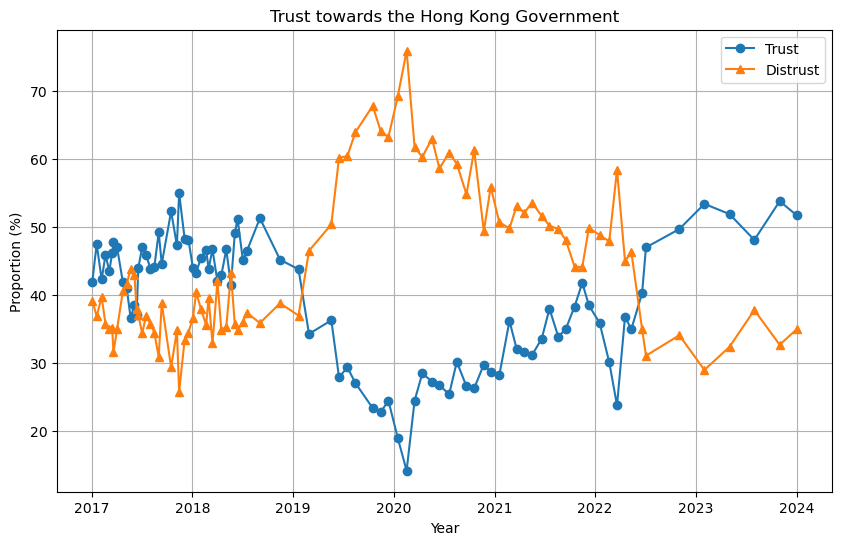 Trust towards the Hong Kong Government
Trust
Distrust
Proportion (%)
70
60
50
40
30
20
2017 2018 2019 2020 2021 2022 2023 2024
Year